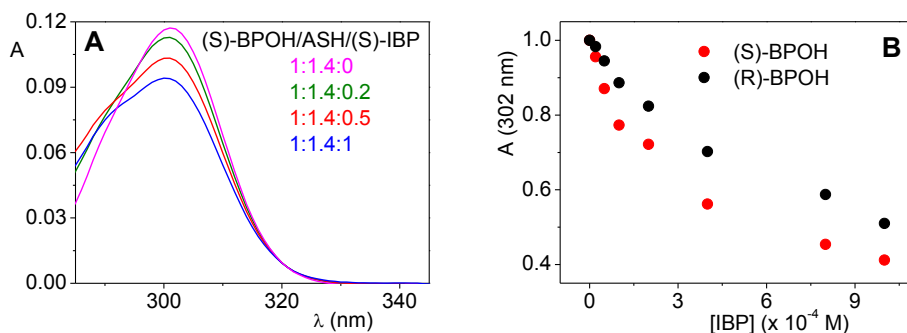 0.12
0.09
0.06
0.03
0.00
A
A
(S)-BPOH/ASH/(S)-IBP
1:1.4:0
1:1.4:0.2
1:1.4:0.5
1:1.4:1
300
320
340
λ (nm)
1.0
0.8
0.6
0.4
A (302 nm)
B
(S)-BPOH
(R)-BPOH
0
3
6
9
[IBP] (x 10⁻⁴ M)